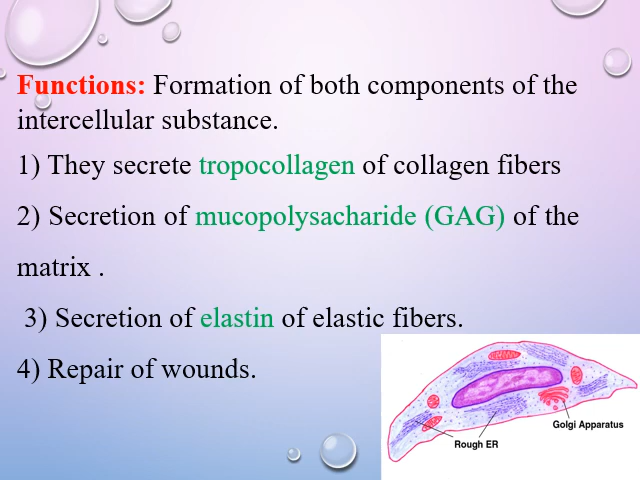 Functions: Formation of both components of the
intercellular substance.
1) They secrete tropocollagen of collagen fibers
2) Secretion of mucopolysacharide (GAG) of the
matrix .
3) Secretion of elastin of elastic fibers.
4) Repair of wounds.
Golgi Apparatus
Rough ER